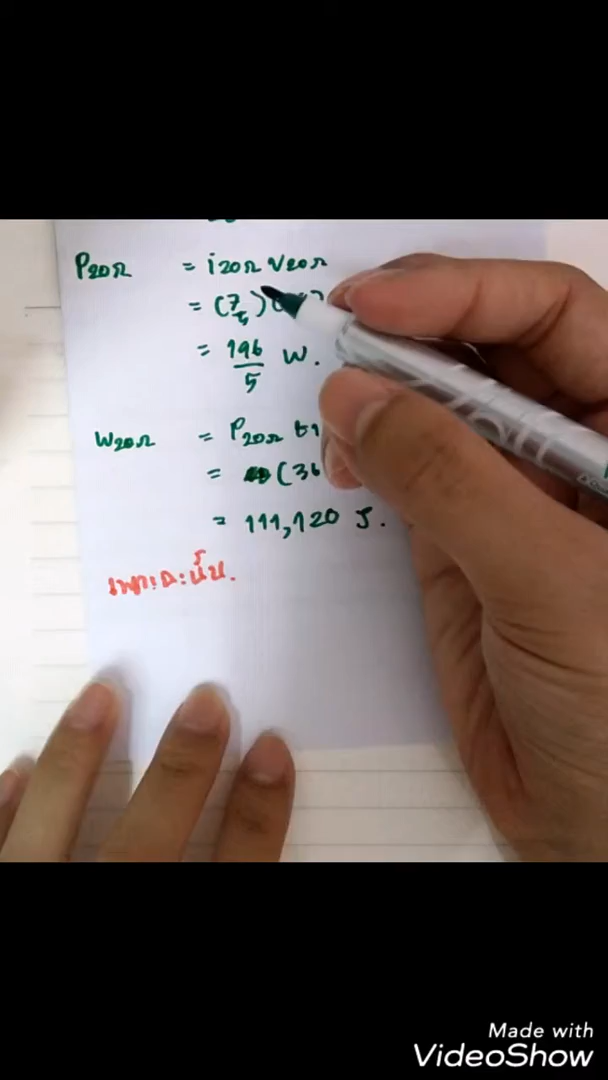 P20Ω = i20Ω V20Ω
= (7/5)(
= 196/5 W.
W20Ω = P20Ω t1
= (36
= 111,120 J.
เพราะฉะนั้น.
Made with
VideoShow